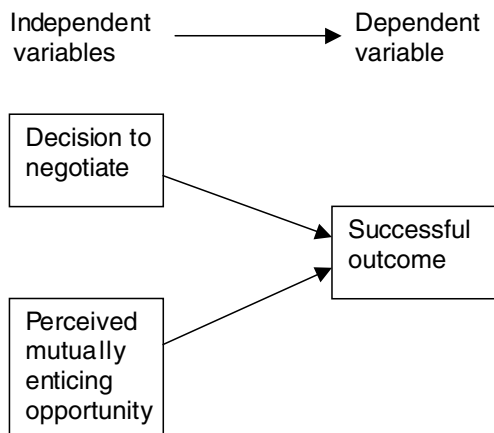 Independent
variables
Dependent
variable
Decision to
negotiate
Successful
outcome
Perceived
mutually
enticing
opportunity